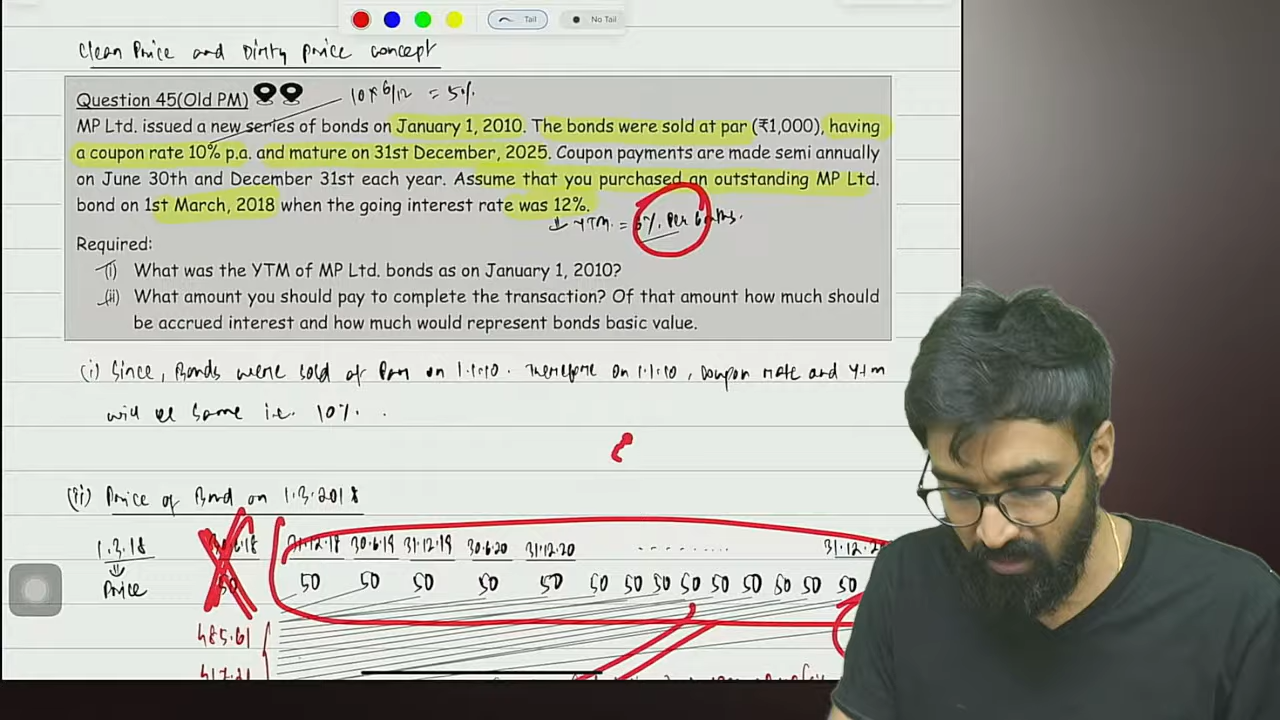 Tail
No Tail
Clean Price and Dirty price concept
Question 45(Old PM)
10 × 6/12 = 5%
MP Ltd. issued a new series of bonds on January 1, 2010. The bonds were sold at par (₹1,000), having
a coupon rate 10% p.a. and mature on 31st December, 2025. Coupon payments are made semi annually
on June 30th and December 31st each year. Assume that you purchased an outstanding MP Ltd.
bond on 1st March, 2018 when the going interest rate was 12%.
YTM = 6% Per 6 mths.
Required:
(i) What was the YTM of MP Ltd. bonds as on January 1, 2010?
(ii) What amount you should pay to complete the transaction? Of that amount how much should
be accrued interest and how much would represent bonds basic value.
(i) Since, Bonds were sold at Par on 1.1.10. Therefore on 1.1.10, coupon rate and YTM
will be same i.e. 10%.
(ii) Price of Bond on 1.3.2018
1.3.18 31.12.18 30.6.19 31.12.19 30.6.20 31.12.20 ........ 31.12.2
Price 50 50 50 50 50 50 50 50 50 50 50 50 50 50 50
485.61
417.21